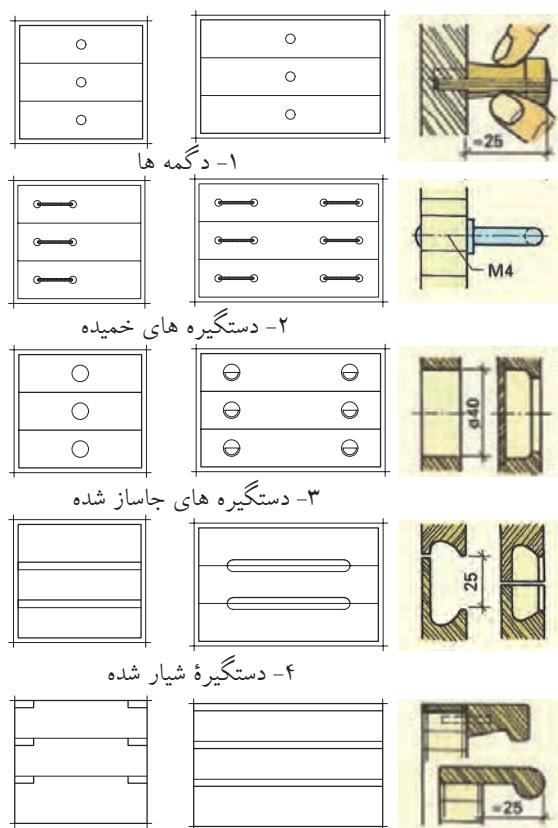 ≈25
۱- دگمه ها
M4
۲- دستگیره های خمیده
ø40
۳- دستگیره های جاساز شده
25
۴- دستگیرهٔ شیار شده
≈25